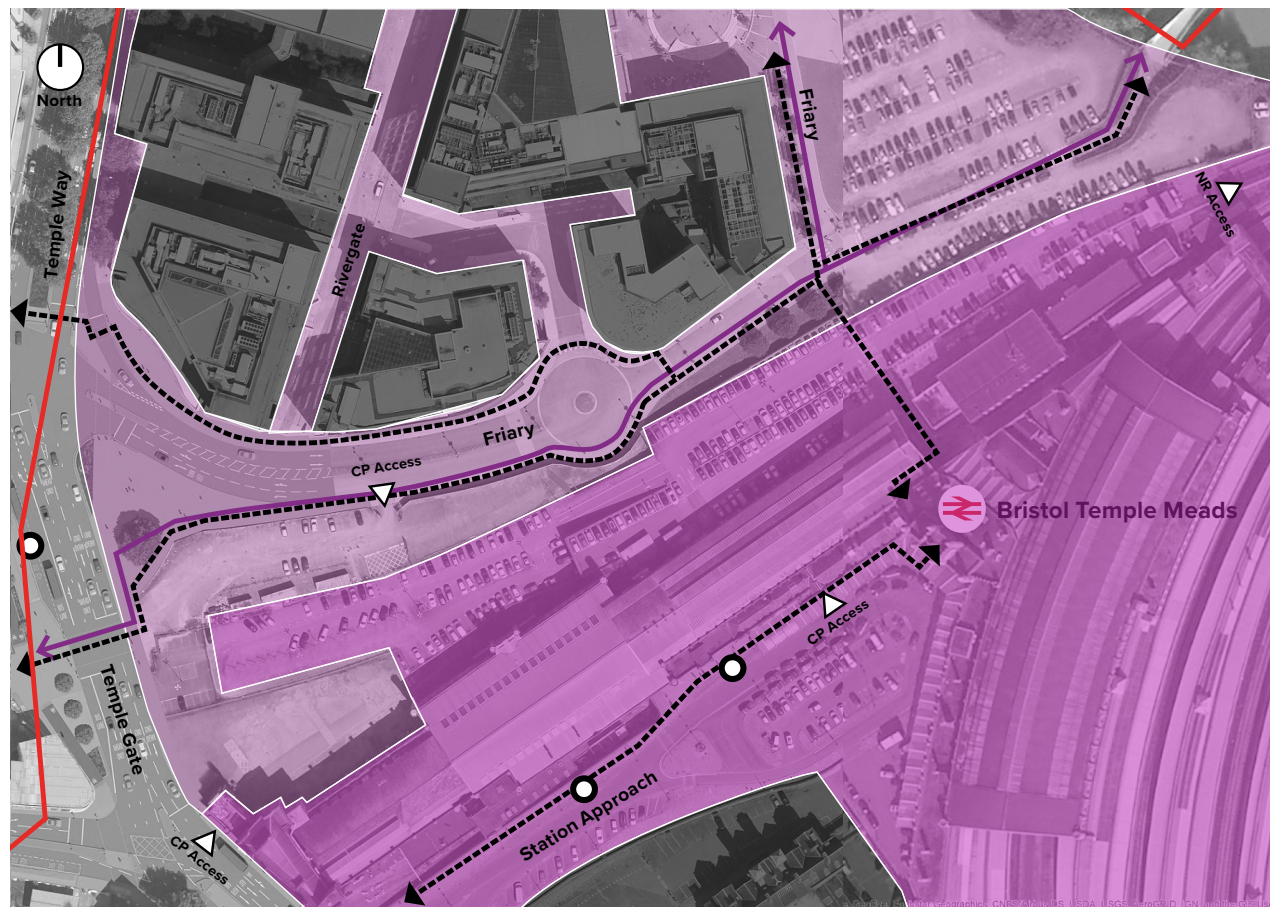 North
Temple Way
Rivergate
Friary
NR Access
Friary
CP Access
Bristol Temple Meads
CP Access
Temple Gate
Station Approach
CP Access